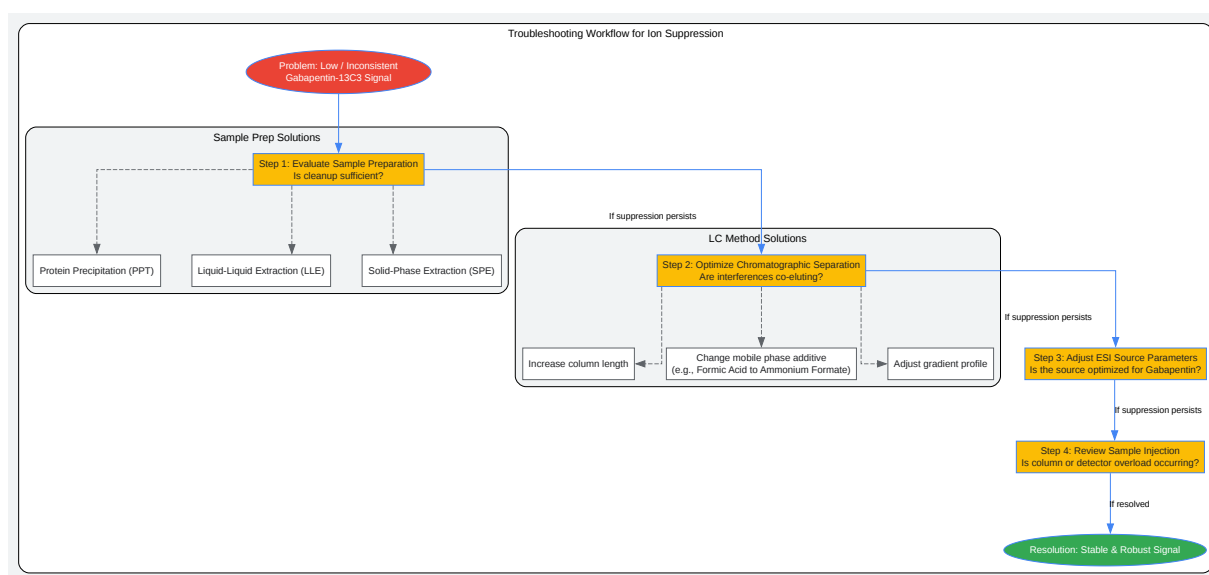 Troubleshooting Workflow for Ion Suppression
Problem: Low / Inconsistent
Gabapentin-13C3 Signal
Sample Prep Solutions
Step 1: Evaluate Sample Preparation
Is cleanup sufficient?
If suppression persists
Protein Precipitation (PPT)
Liquid-Liquid Extraction (LLE)
Solid-Phase Extraction (SPE)
LC Method Solutions
Step 2: Optimize Chromatographic Separation
Are interferences co-eluting?
If suppression persists
Increase column length
Change mobile phase additive
(e.g., Formic Acid to Ammonium Formate)
Adjust gradient profile
Step 3: Adjust ESI Source Parameters
Is the source optimized for Gabapentin?
If suppression persists
Step 4: Review Sample Injection
Is column or detector overload occurring?
If resolved
Resolution: Stable & Robust Signal